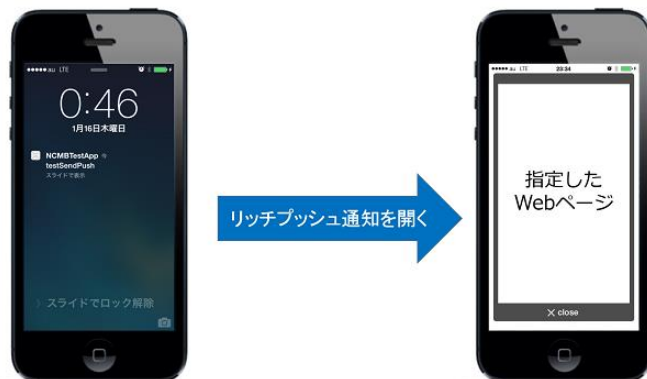 au LTE
0:46
1月16日木曜日
NCMBTestApp 今
testSendPush
スライドで表示
スライドでロック解除
リッチプッシュ通知を開く
au LTE 20:34
指定した
Webページ
X close